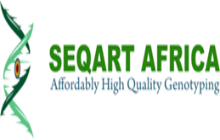 SEQART AFRICA
Affordably High Quality Genotyping